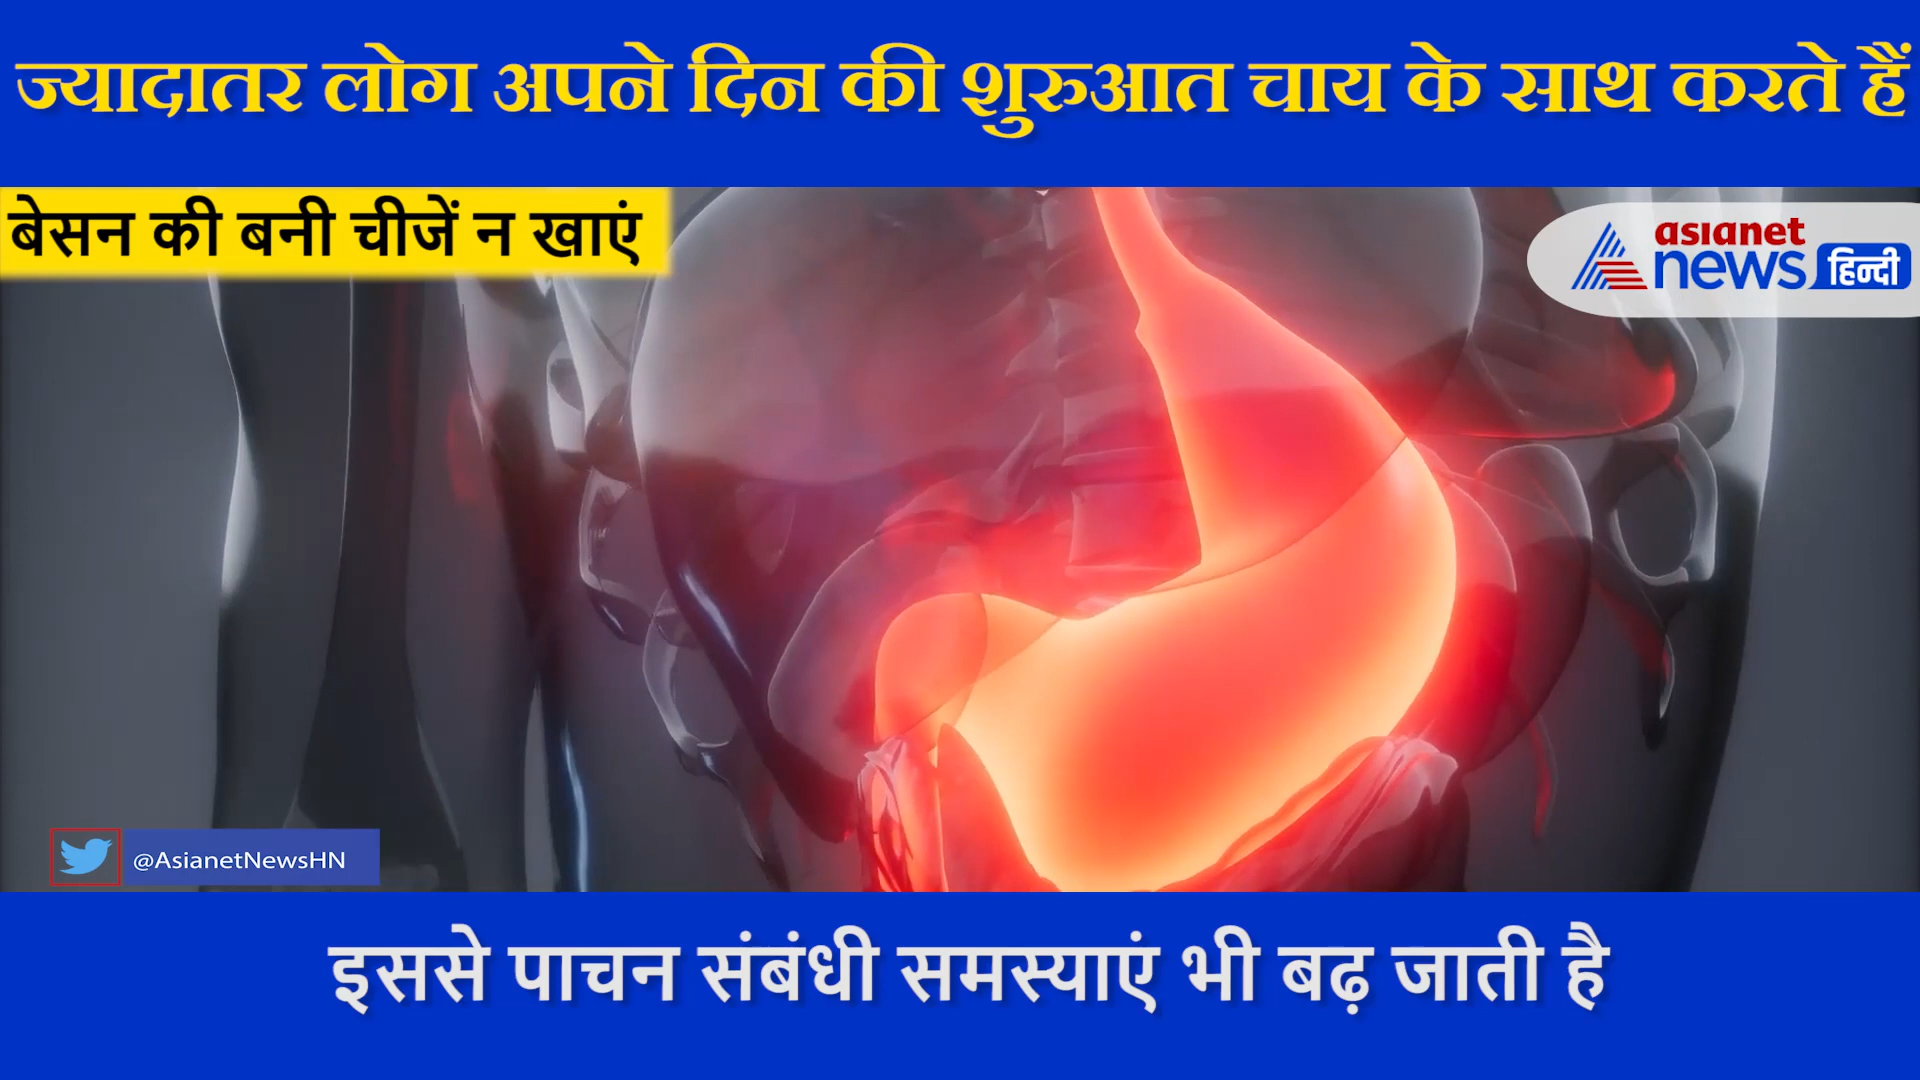 ज्यादातर लोग अपने दिन की शुरुआत चाय के साथ करते हैं
बेसन की बनी चीजें न खाएं
asianet
news हिन्दी
@AsianetNewsHN
इससे पाचन संबंधी समस्याएं भी बढ़ जाती है